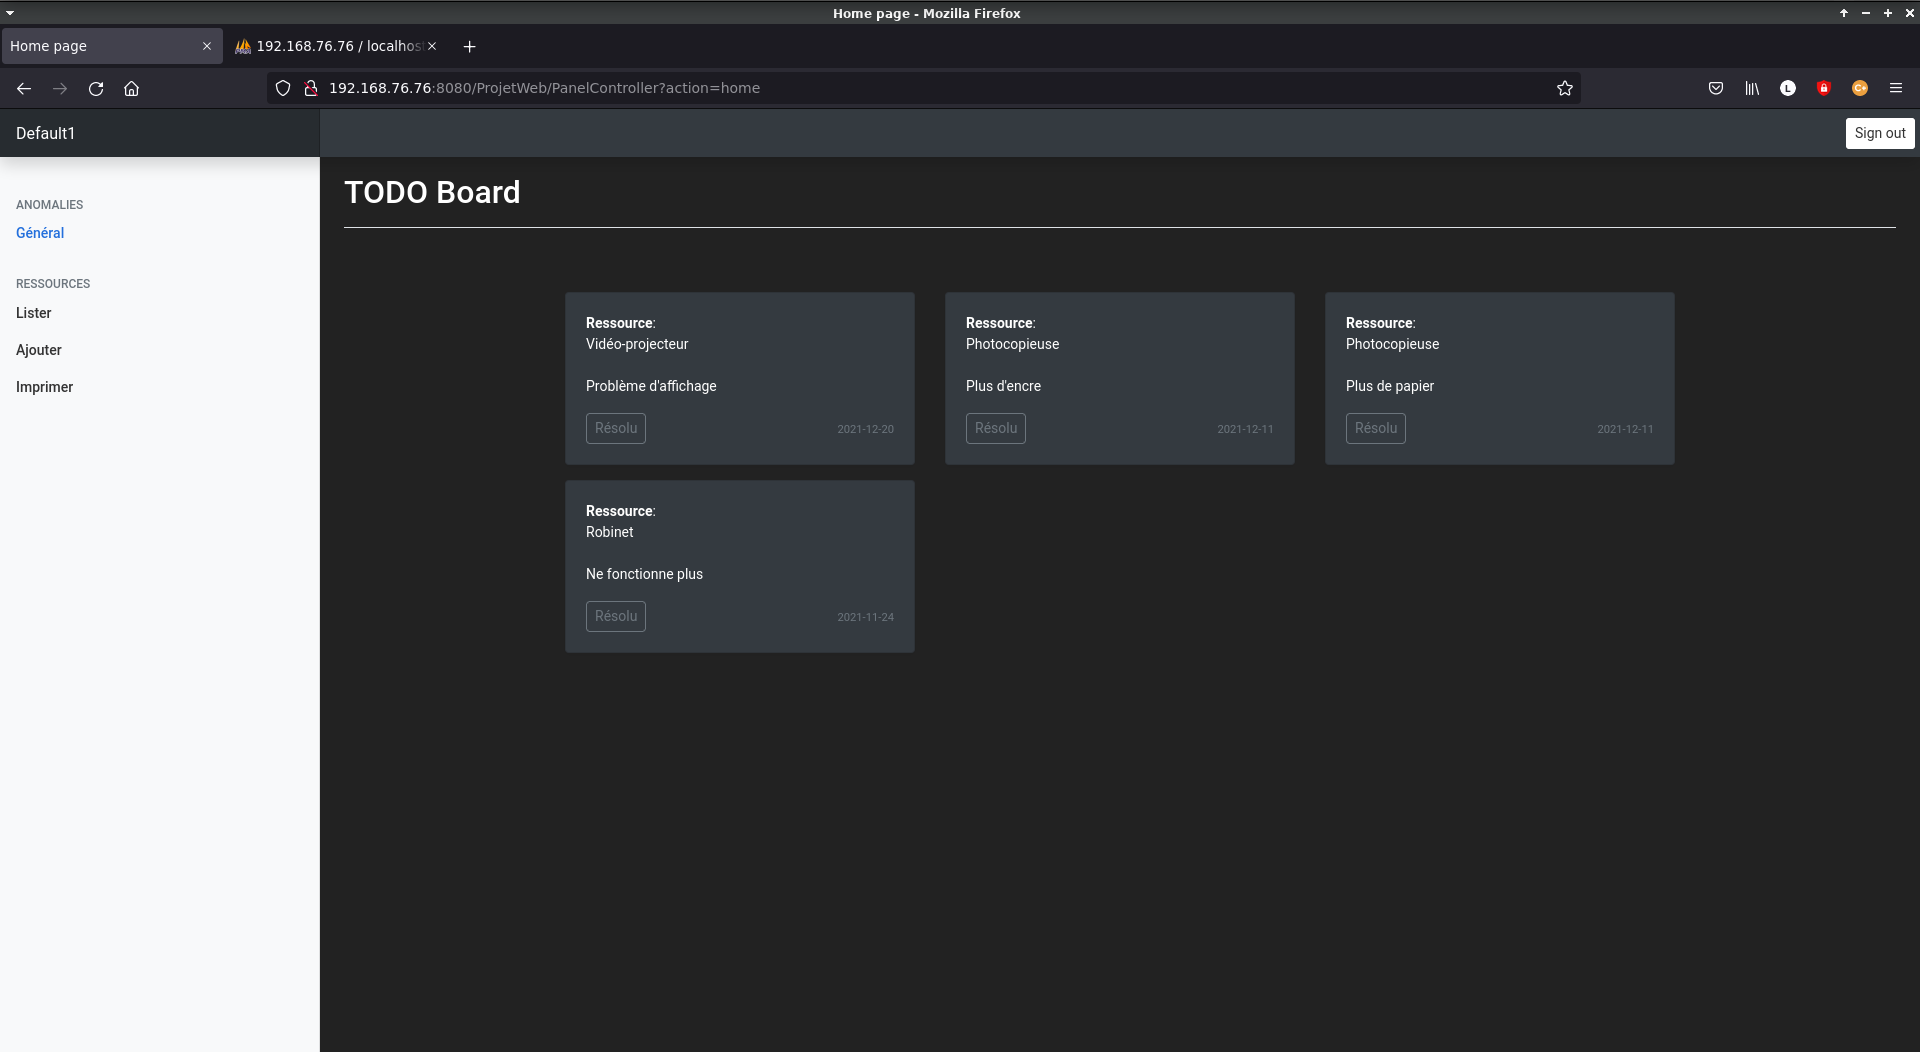 Home page - Mozilla Firefox
Home page
192.168.76.76 / localhos
192.168.76.76:8080/ProjetWeb/PanelController?action=home
L
C+
Default1
Sign out
ANOMALIES
Général
RESSOURCES
Lister
Ajouter
Imprimer
TODO Board
Ressource:
Vidéo-projecteur
Problème d'affichage
Résolu
2021-12-20
Ressource:
Photocopieuse
Plus d'encre
Résolu
2021-12-11
Ressource:
Photocopieuse
Plus de papier
Résolu
2021-12-11
Ressource:
Robinet
Ne fonctionne plus
Résolu
2021-11-24